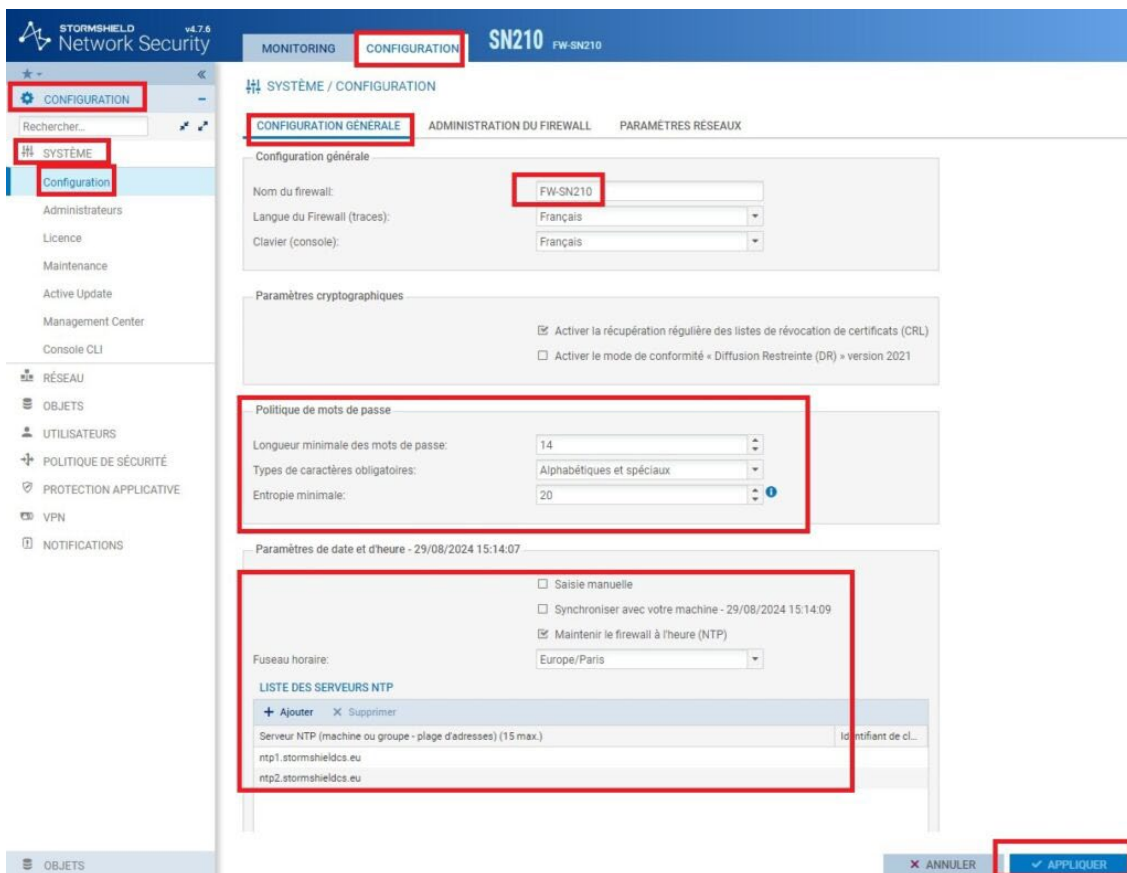 STORMSHIELD v4.7.6
Network Security
MONITORING CONFIGURATION SN210 FW-SN210
CONFIGURATION
Rechercher...
SYSTÈME
Configuration
Administrateurs
Licence
Maintenance
Active Update
Management Center
Console CLI
RÉSEAU
OBJETS
UTILISATEURS
POLITIQUE DE SÉCURITÉ
PROTECTION APPLICATIVE
VPN
NOTIFICATIONS
OBJETS
SYSTÈME / CONFIGURATION
CONFIGURATION GÉNÉRALE ADMINISTRATION DU FIREWALL PARAMÈTRES RÉSEAUX
Configuration générale
Nom du firewall: FW-SN210
Langue du Firewall (traces): Français
Clavier (console): Français
Paramètres cryptographiques
Activer la récupération régulière des listes de révocation de certificats (CRL)
Activer le mode de conformité « Diffusion Restreinte (DR) » version 2021
Politique de mots de passe
Longueur minimale des mots de passe: 14
Types de caractères obligatoires: Alphabétiques et spéciaux
Entropie minimale: 20
Paramètres de date et d'heure - 29/08/2024 15:14:07
Saisie manuelle
Synchroniser avec votre machine - 29/08/2024 15:14:09
Maintenir le firewall à l'heure (NTP)
Fuseau horaire: Europe/Paris
LISTE DES SERVEURS NTP
+ Ajouter × Supprimer
Serveur NTP (machine ou groupe - plage d'adresses) (15 max.) Identifiant de cl...
ntp1.stormshieldcs.eu
ntp2.stormshieldcs.eu
× ANNULER ✓ APPLIQUER